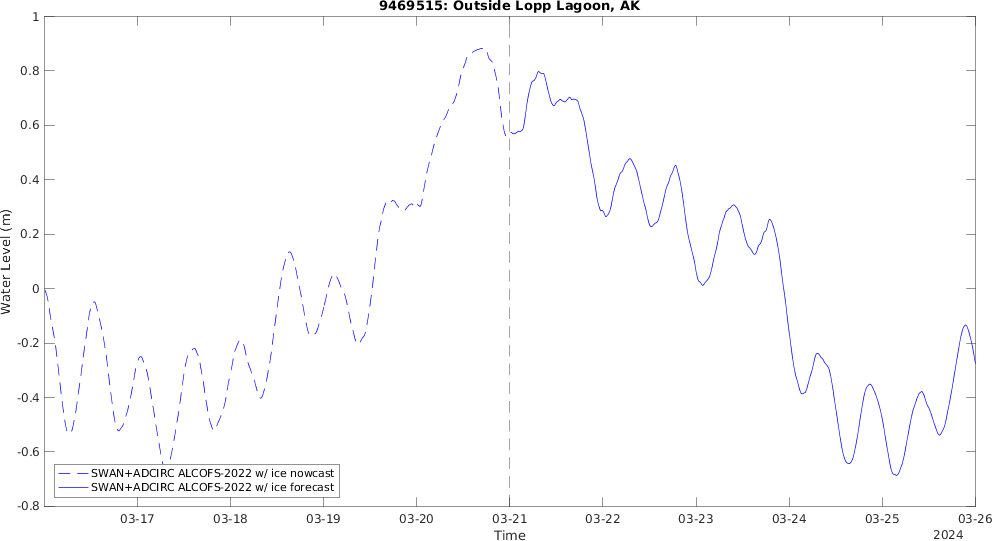 9469515: Outside Lopp Lagoon, AK
1
0.8
0.6
0.4
0.2
0
-0.2
-0.4
-0.6
-0.8
Water Level (m)
SWAN+ADCIRC ALCOFS-2022 w/ ice nowcast
SWAN+ADCIRC ALCOFS-2022 w/ ice forecast
03-17 03-18 03-19 03-20 03-21 03-22 03-23 03-24 03-25 03-26
Time
2024